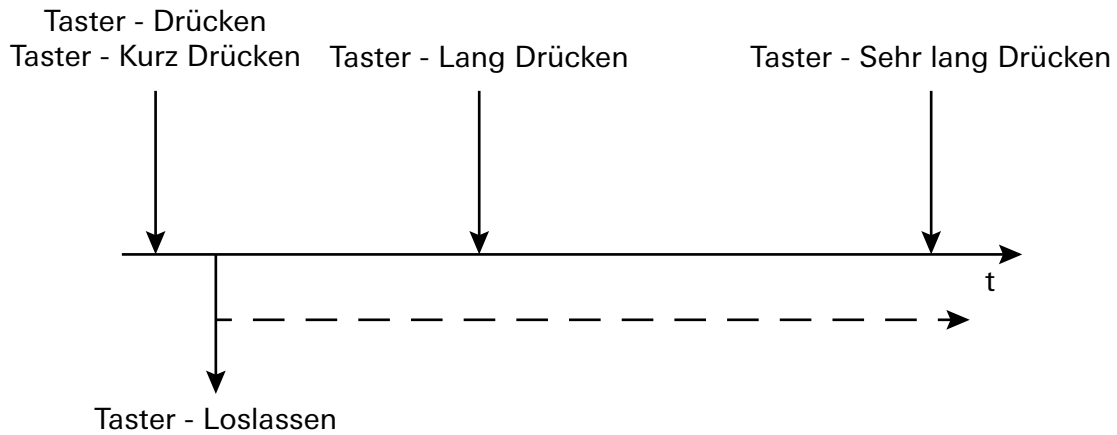 Taster - Drücken
Taster - Kurz Drücken
Taster - Lang Drücken
Taster - Sehr lang Drücken
t
Taster - Loslassen